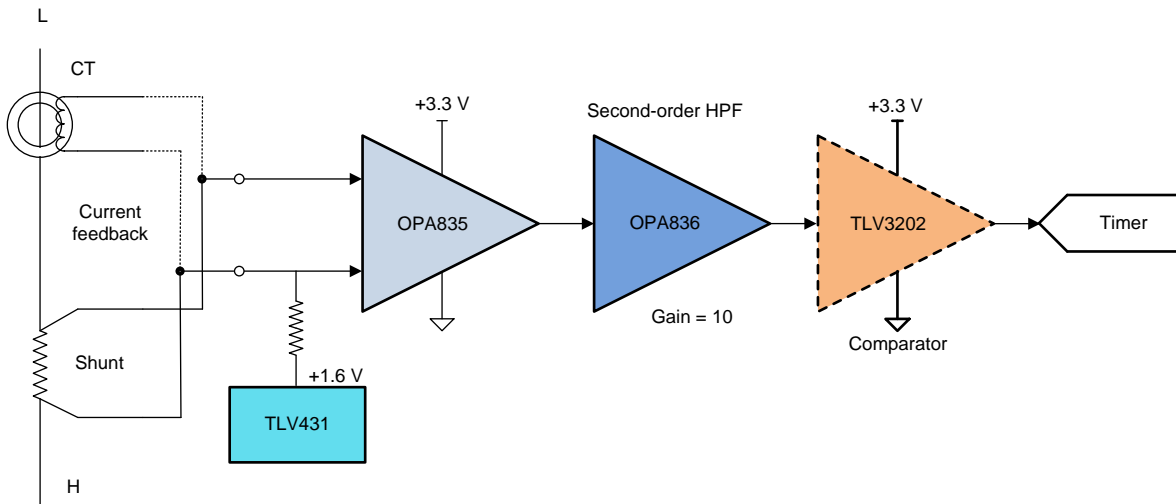 L
CT
+3.3 V
Second-order HPF
+3.3 V
OPA835
OPA836
TLV3202
Timer
Current
feedback
Gain = 10
Comparator
Shunt
+1.6 V
TLV431
H